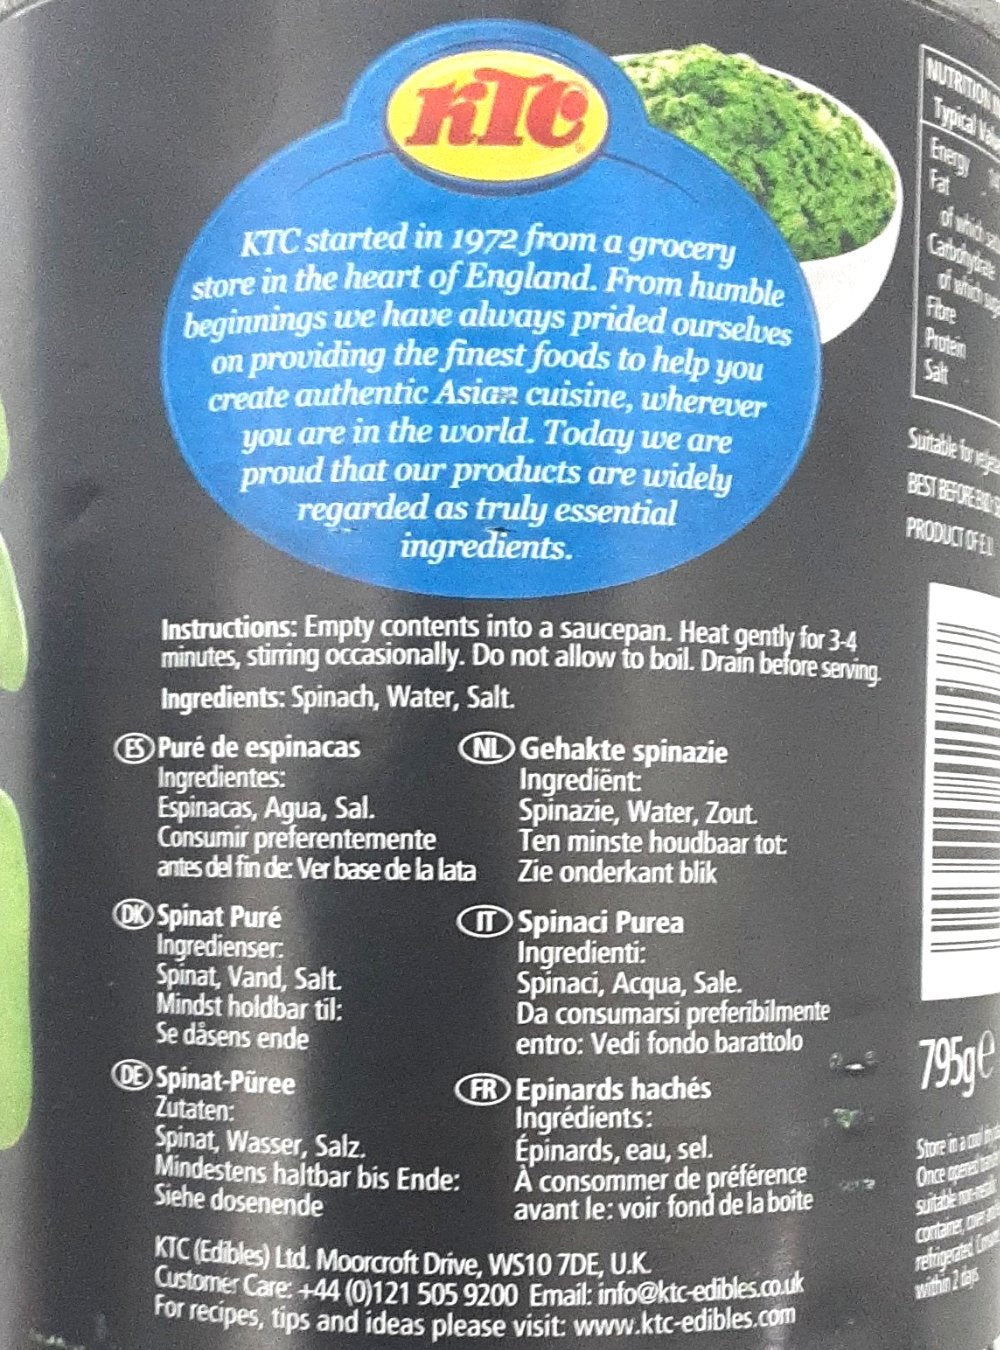 KTC
KTC started in 1972 from a grocery
store in the heart of England. From humble
beginnings we have always prided ourselves
on providing the finest foods to help you
create authentic Asian cuisine, wherever
you are in the world. Today we are
proud that our products are widely
regarded as truly essential
ingredients.
Instructions: Empty contents into a saucepan. Heat gently for 3-4
minutes, stirring occasionally. Do not allow to boil. Drain before serving.
Ingredients: Spinach, Water, Salt.
ES Puré de espinacas
Ingredientes:
Espinacas, Agua, Sal.
Consumir preferentemente
antes del fin de: Ver base de la lata
NL Gehakte spinazie
Ingrediënt:
Spinazie, Water, Zout.
Ten minste houdbaar tot:
Zie onderkant blik
DK Spinat Puré
Ingredienser:
Spinat, Vand, Salt.
Mindst holdbar til:
Se dåsens ende
IT Spinaci Purea
Ingredienti:
Spinaci, Acqua, Sale.
Da consumarsi preferibilmente
entro: Vedi fondo barattolo
DE Spinat-Püree
Zutaten:
Spinat, Wasser, Salz.
Mindestens haltbar bis Ende:
Siehe dosenende
FR Epinards hachés
Ingrédients:
Épinards, eau, sel.
À consommer de préférence
avant le: voir fond de la boîte
KTC (Edibles) Ltd. Moorcroft Drive, WS10 7DE, U.K.
Customer Care: +44 (0)121 505 9200 Email: info@ktc-edibles.co.uk
For recipes, tips and ideas please visit: www.ktc-edibles.com
NUTRITION
Typical
Energy
Fat
of which
Carbohydrate
of which
Fibre
Protein
Salt
Suitable for
BEST BEFORE END
PRODUCT OF E.U.
795g e
Store in a cool
Once opened
suitable non-metal
container, cover
refrigerated.
within 2 days